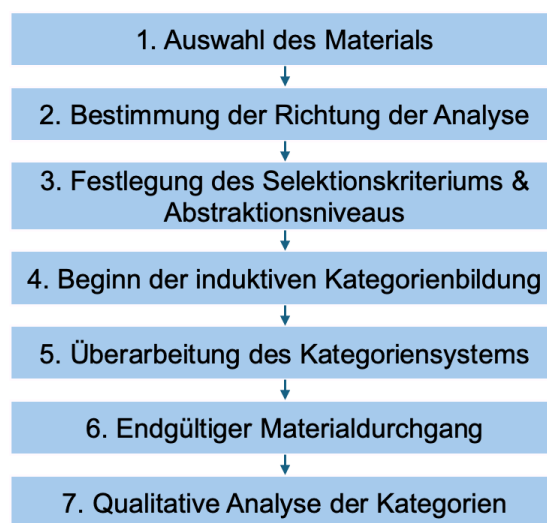 1. Auswahl des Materials
2. Bestimmung der Richtung der Analyse
3. Festlegung des Selektionskriteriums &
Abstraktionsniveaus
4. Beginn der induktiven Kategorienbildung
5. Überarbeitung des Kategoriensystems
6. Endgültiger Materialdurchgang
7. Qualitative Analyse der Kategorien